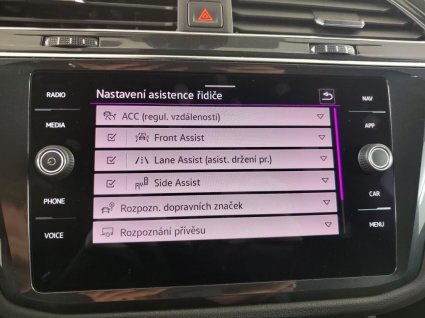 RADIO
MEDIA
PHONE
VOICE
Nastavení asistence řidiče
ACC (regul. vzdálenosti)
Front Assist
Lane Assist (asist. držení pr.)
Side Assist
Rozpozn. dopravních značek
Rozpoznání přívěsu
NAV
APP
CAR
MENU